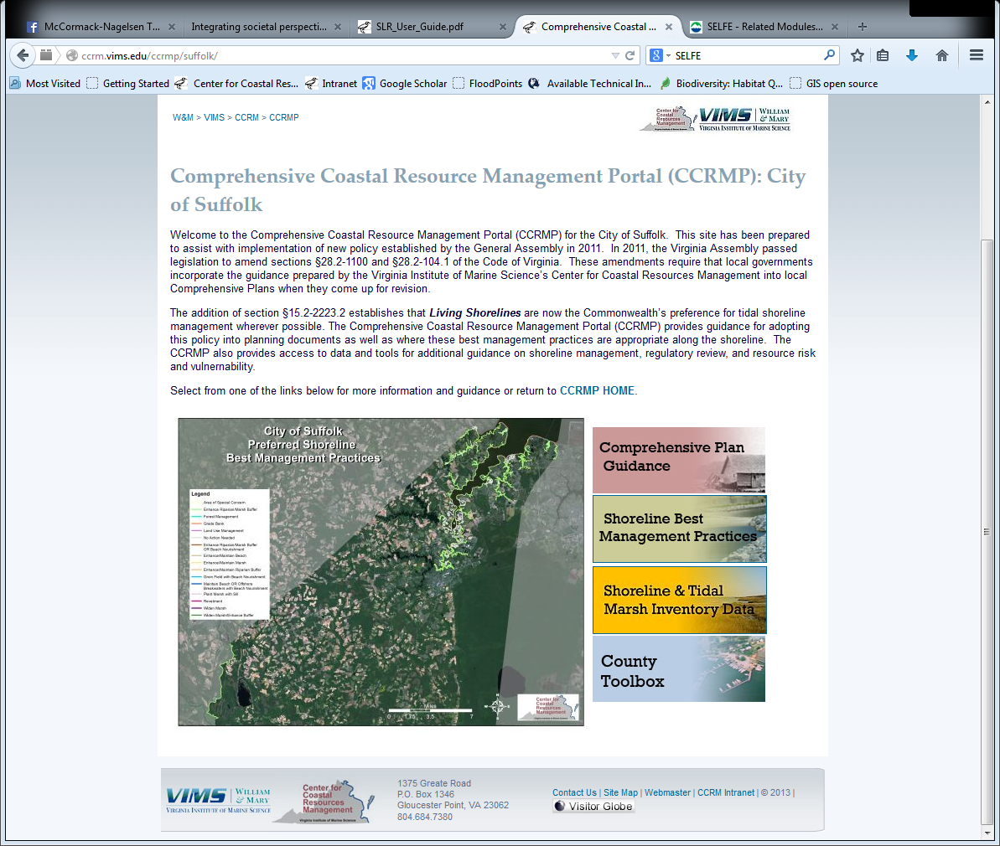 McCormack-Nagelsen T...
Integrating societal perspecti...
SLR_User_Guide.pdf
Comprehensive Coastal ...
SELFE - Related Modules...
ccrm.vims.edu/ccrmp/suffolk/
SELFE
Most Visited
Getting Started
Center for Coastal Res...
Intranet
Google Scholar
FloodPoints
Available Technical In...
Biodiversity: Habitat Q...
GIS open source
W&M > VIMS > CCRM > CCRMP
Center for
Coastal
Resources
Management
Virginia Institute of Marine Science
VIMS | WILLIAM
& MARY
VIRGINIA INSTITUTE OF MARINE SCIENCE
Comprehensive Coastal Resource Management Portal (CCRMP): City
of Suffolk
Welcome to the Comprehensive Coastal Resource Management Portal (CCRMP) for the City of Suffolk.  This site has been prepared
to assist with implementation of new policy established by the General Assembly in 2011.  In 2011, the Virginia Assembly passed
legislation to amend sections §28.2-1100 and §28.2-104.1 of the Code of Virginia.  These amendments require that local governments
incorporate the guidance prepared by the Virginia Institute of Marine Science's Center for Coastal Resources Management into local
Comprehensive Plans when they come up for revision.
The addition of section §15.2-2223.2 establishes that Living Shorelines are now the Commonwealth's preference for tidal shoreline
management wherever possible. The Comprehensive Coastal Resource Management Portal (CCRMP) provides guidance for adopting
this policy into planning documents as well as where these best management practices are appropriate along the shoreline.  The
CCRMP also provides access to data and tools for additional guidance on shoreline management, regulatory review, and resource risk
and vulnernability.
Select from one of the links below for more information and guidance or return to CCRMP HOME.
City of Suffolk
Preferred Shoreline
Best Management Practices
Legend
Area of Special Concern
Enhance Riparian/Marsh Buffer
Forest Management
Grade Bank
Land Use Management
No Action Needed
Enhance Riparian/Marsh Buffer
OR Beach Nourishment
Enhance/Maintain Beach
Enhance/Maintain Marsh
Enhance/Maintain Riparian Buffer
Groin Field with Beach Nourishment
Maintain Beach OR Offshore
Breakwaters with Beach Nourishment
Plant Marsh with Sill
Revetment
Widen Marsh
Widen Marsh/Enhance Buffer
Miles
0 1.75 3.5 7
N
W E
S
Center for
Coastal
Resources
Management
Virginia Institute of Marine Science
Comprehensive Plan
Guidance
Shoreline Best
Management Practices
Shoreline & Tidal
Marsh Inventory Data
County
Toolbox
VIMS | WILLIAM
& MARY
VIRGINIA INSTITUTE OF MARINE SCIENCE
Center for
Coastal
Resources
Management
Virginia Institute of Marine Science
1375 Greate Road
P.O. Box 1346
Gloucester Point, VA 23062
804.684.7380
Contact Us | Site Map | Webmaster | CCRM Intranet | © 2013 |
Visitor Globe